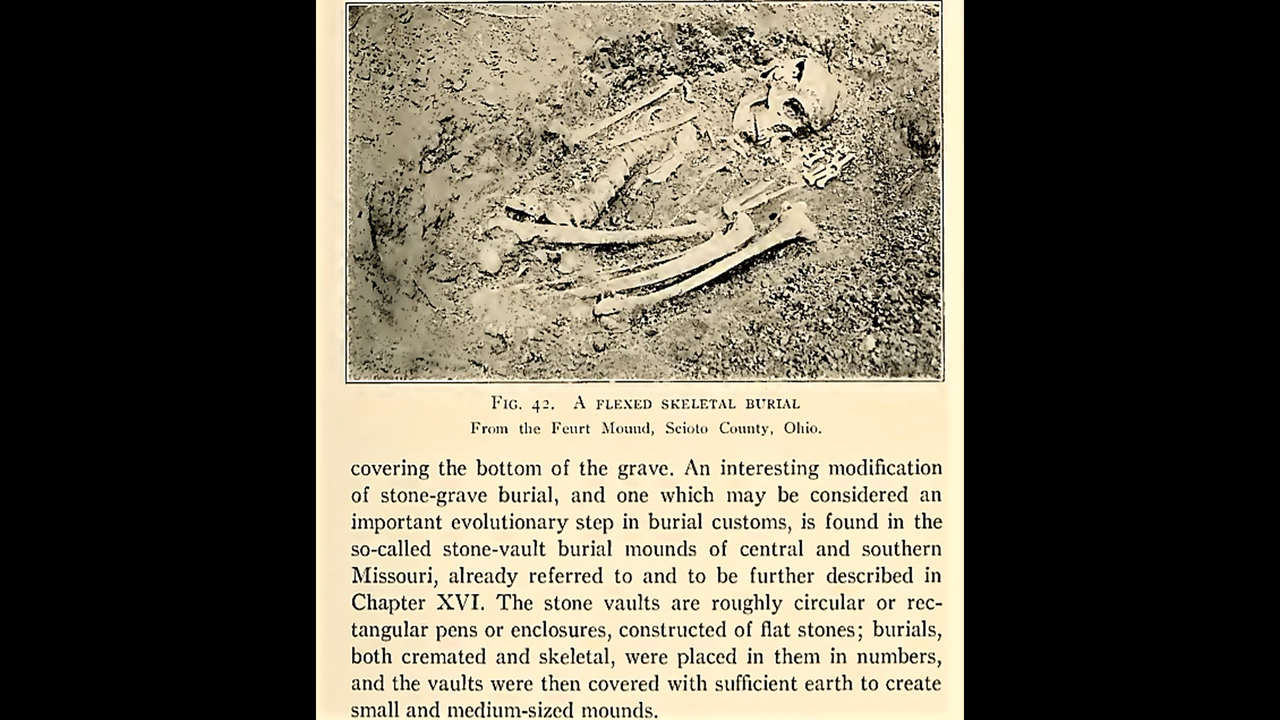 FIG. 42. A FLEXED SKELETAL BURIAL
From the Feurt Mound, Scioto County, Ohio.
covering the bottom of the grave. An interesting modification
of stone-grave burial, and one which may be considered an
important evolutionary step in burial customs, is found in the
so-called stone-vault burial mounds of central and southern
Missouri, already referred to and to be further described in
Chapter XVI. The stone vaults are roughly circular or rec-
tangular pens or enclosures, constructed of flat stones; burials,
both cremated and skeletal, were placed in them in numbers,
and the vaults were then covered with sufficient earth to create
small and medium-sized mounds.